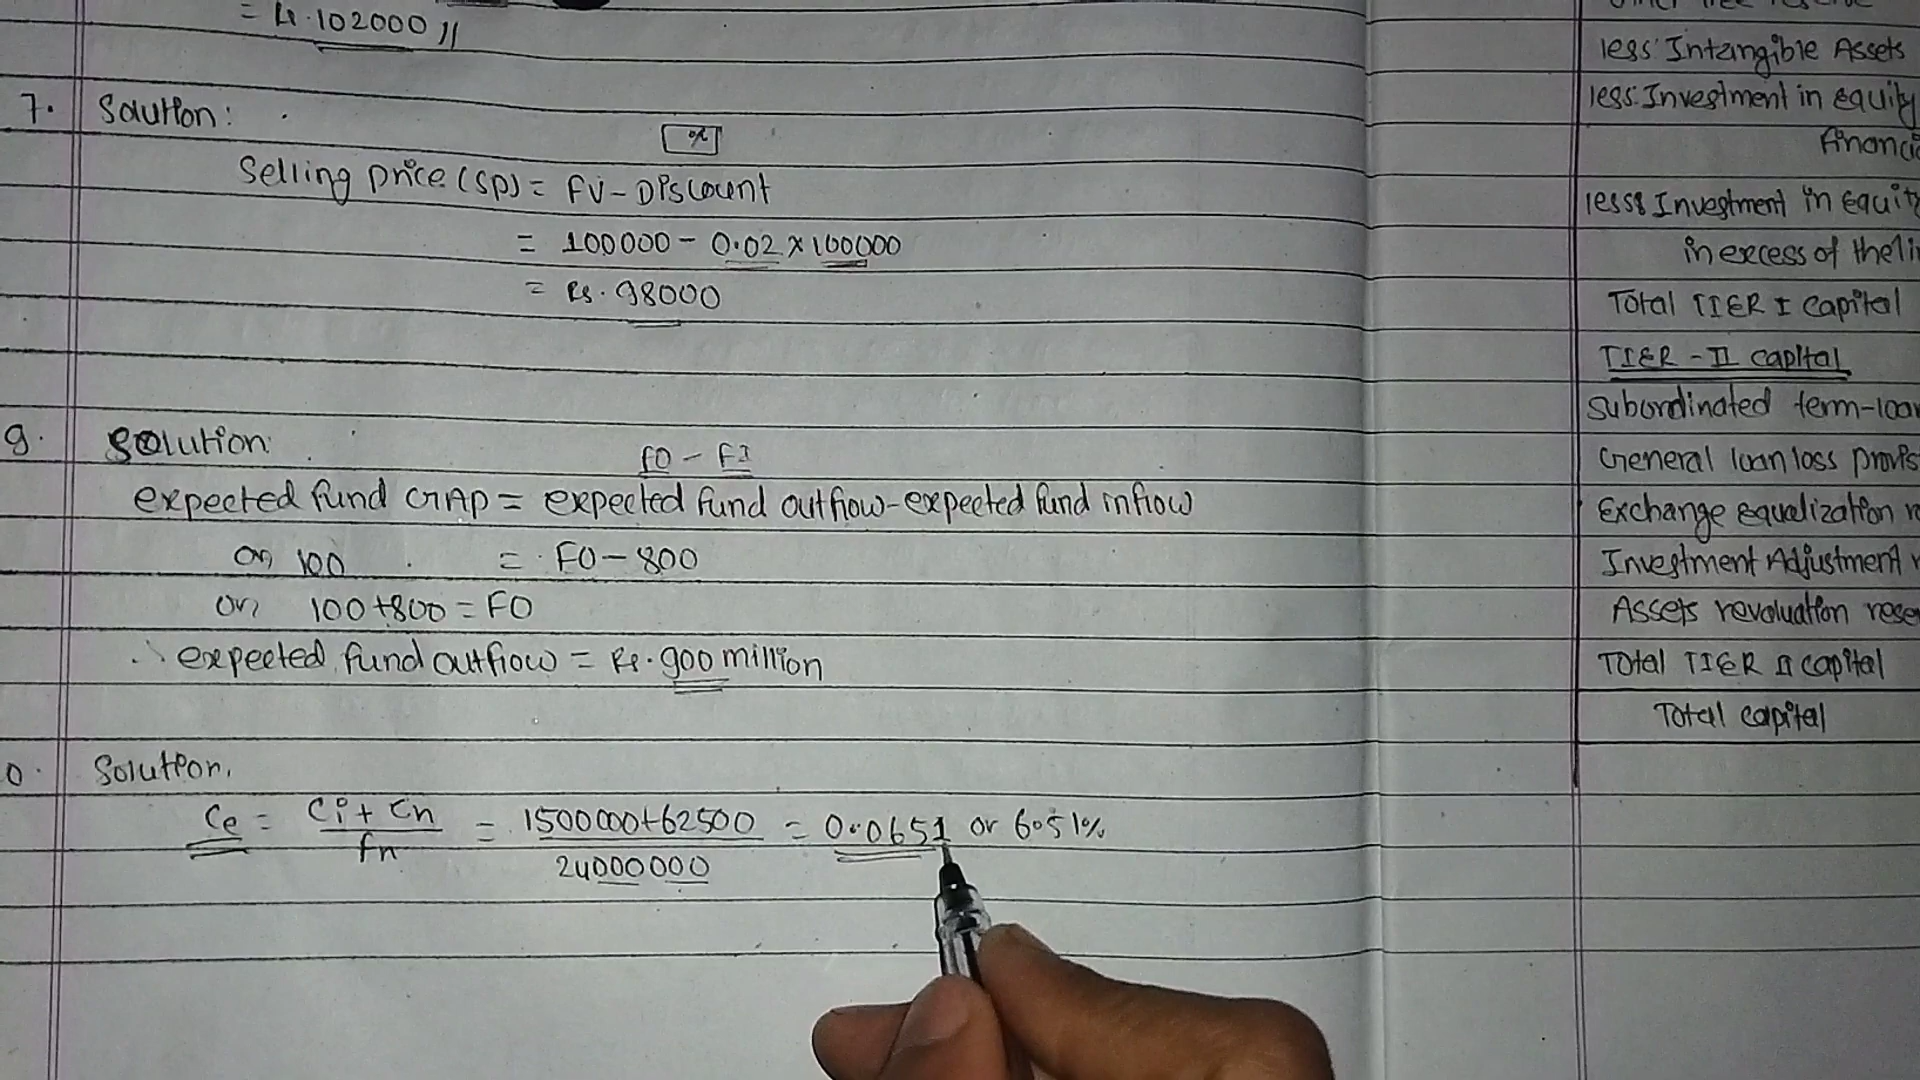 = Rs.102000 //
7. Solution:
%
Selling price (SP) = FV - Discount
= 100000 - 0.02 × 100000
= Rs. 98000
9. Solution:
FO - FI
expected fund GAP = expected fund outflow - expected fund inflow
or, 100 = FO - 800
or, 100+800 = FO
∴ expected fund outflow = Rs. 900 million
0. Solution,
Ce = Ci + Cn / fn = 1500000+62500 / 24000000 = 0.0651 or 6.51%
less: Intangible Assets
less: Investment in equity
financi
less: Investment in equit
in excess of the li
Total TIER I capital
TIER - II capital
Subordinated term-loan
General loan loss provis
Exchange equalization r
Investment Adjustment r
Assets revaluation rese
Total TIER II capital
Total capital